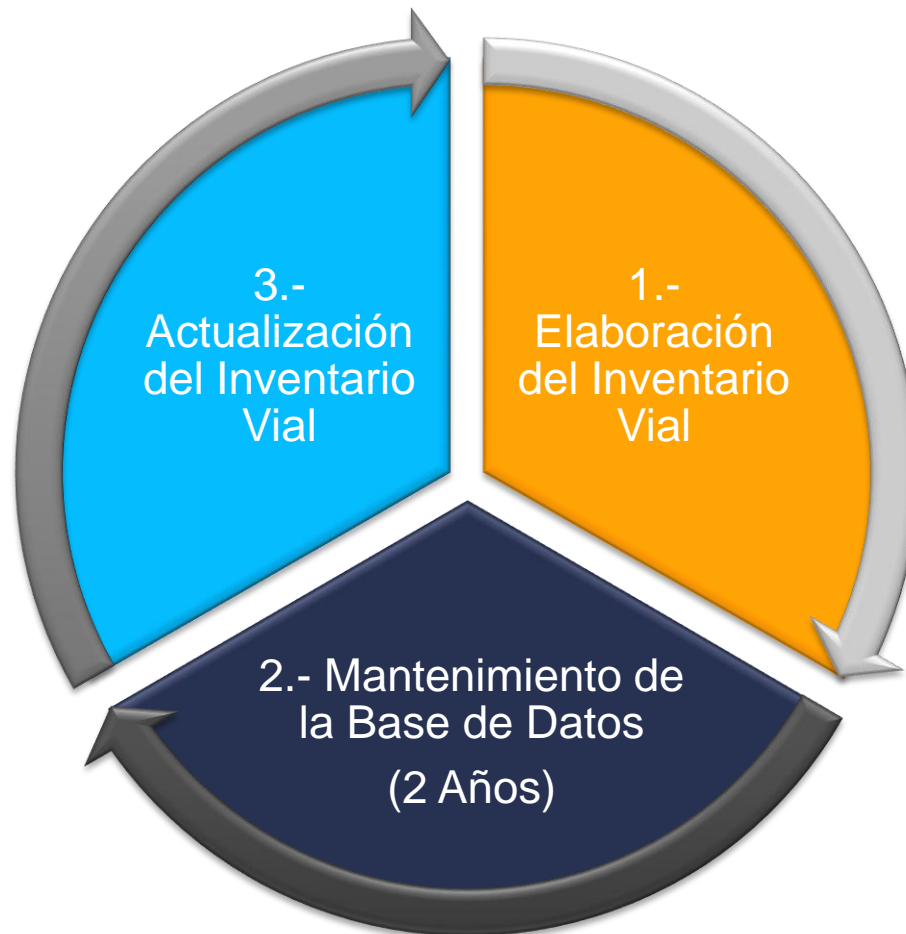 1.-
Elaboración
del Inventario
Vial
2.- Mantenimiento de
la Base de Datos
(2 Años)
3.-
Actualización
del Inventario
Vial